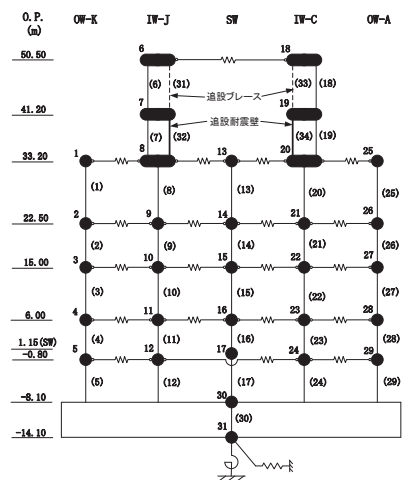 O.P. OW-K IW-J SW IW-C OW-A
(m)
6 18
50.50
(6) (31) (33) (18)
追設ブレース
7 19
41.20
追設耐震壁
(7) (32) (34) (19)
8 20
33.20 1 13 25
(1) (8) (13) (20) (25)
22.50 2 9 14 21 26
(2) (9) (14) (21) (26)
15.00 3 10 15 22 27
(3) (10) (15) (22) (27)
6.00 4 11 16 23 28
(4) (11) (16) (23) (28)
1.15(SW) 17
-0.80 5 12 24 29
(5) (12) (17) (24) (29)
-8.10 30
(30)
-14.10 31